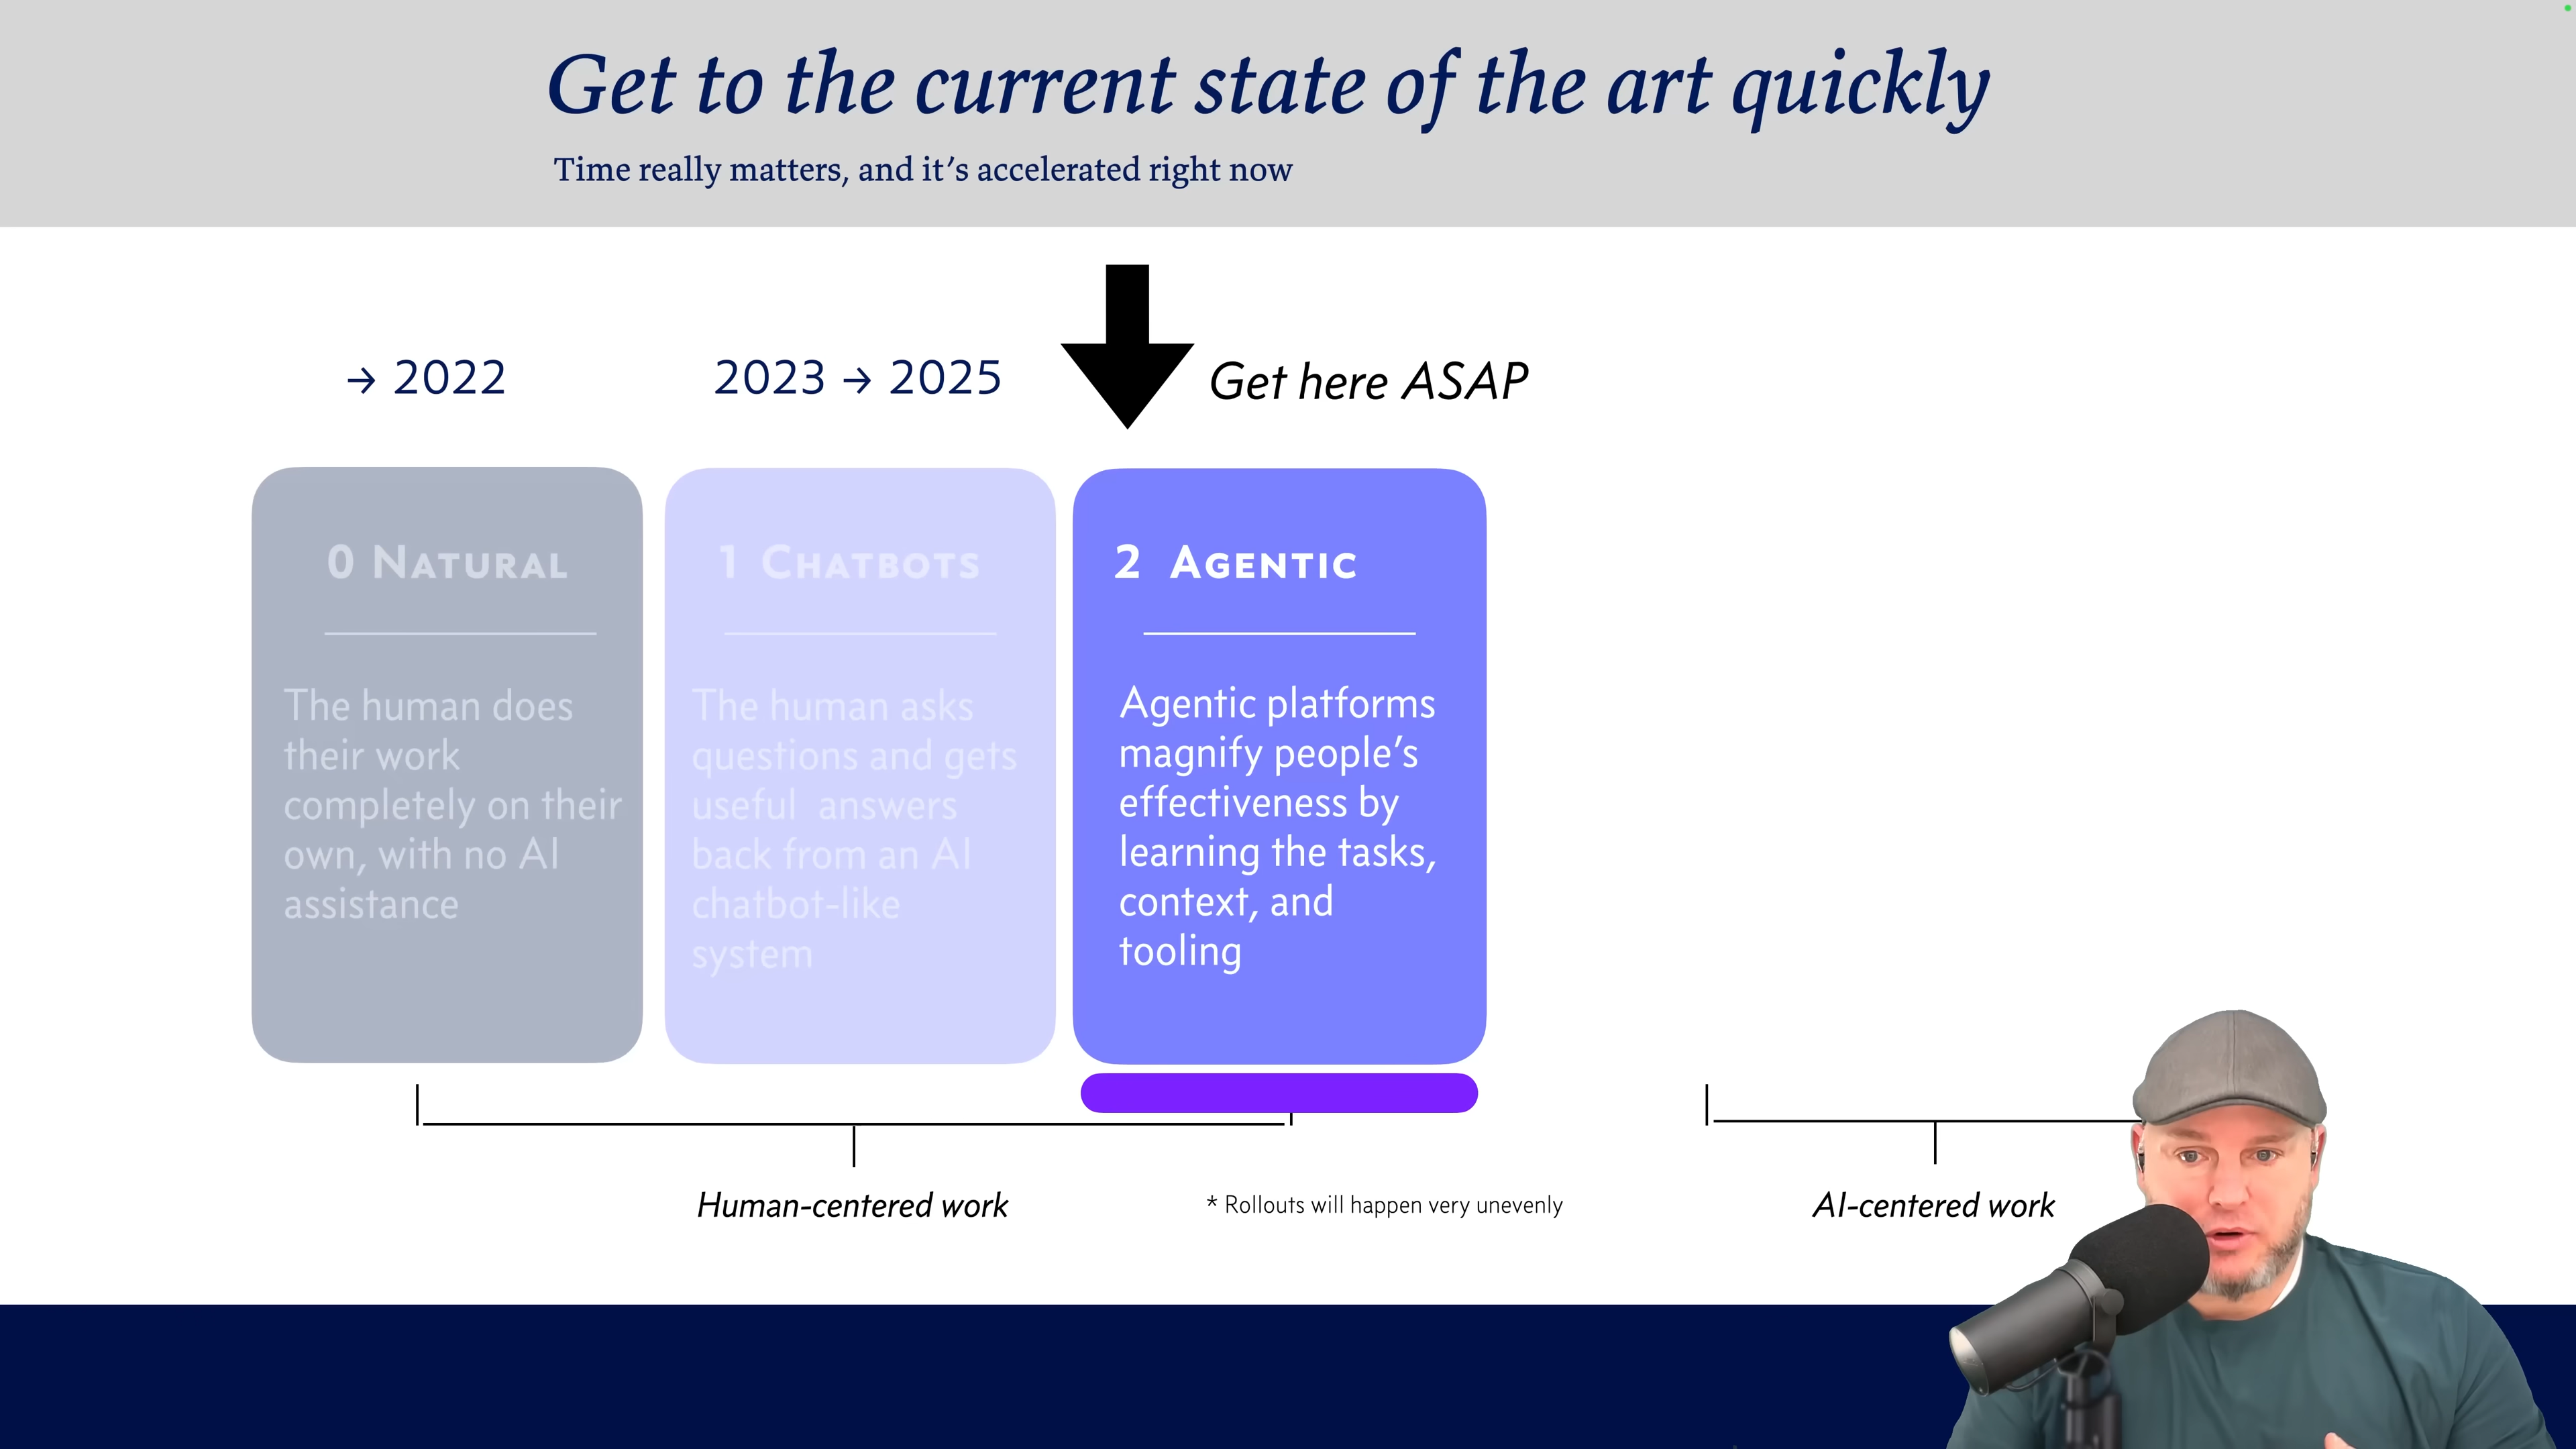 Get to the current state of the art quickly
Time really matters, and it's accelerated right now
→ 2022
2023 → 2025
Get here ASAP
0 NATURAL
The human does
their work
completely on their
own, with no AI
assistance
1 CHATBOTS
The human asks
questions and gets
useful answers
back from an AI
chatbot-like
system
2 AGENTIC
Agentic platforms
magnify people's
effectiveness by
learning the tasks,
context, and
tooling
Human-centered work
* Rollouts will happen very unevenly
AI-centered work